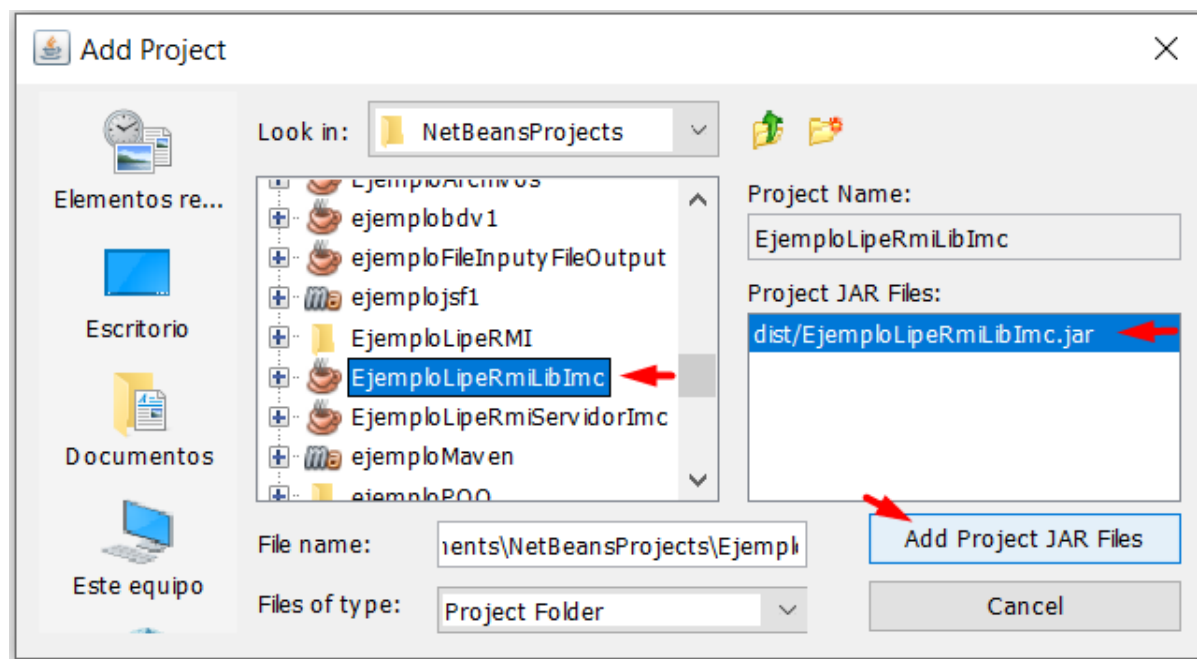 Add Project
Look in:
NetBeansProjects
Elementos re...
Escritorio
Documentos
Este equipo
EjemploArchivos
ejemplobdv1
ejemploFileInputyFileOutput
ejemplojsf1
EjemploLipeRMI
EjemploLipeRmiLibImc
EjemploLipeRmiServidorImc
ejemploMaven
ejemploPOO
Project Name:
EjemploLipeRmiLibImc
Project JAR Files:
dist/EjemploLipeRmiLibImc.jar
File name:
nents\NetBeansProjects\Ejempl
Add Project JAR Files
Files of type:
Project Folder
Cancel